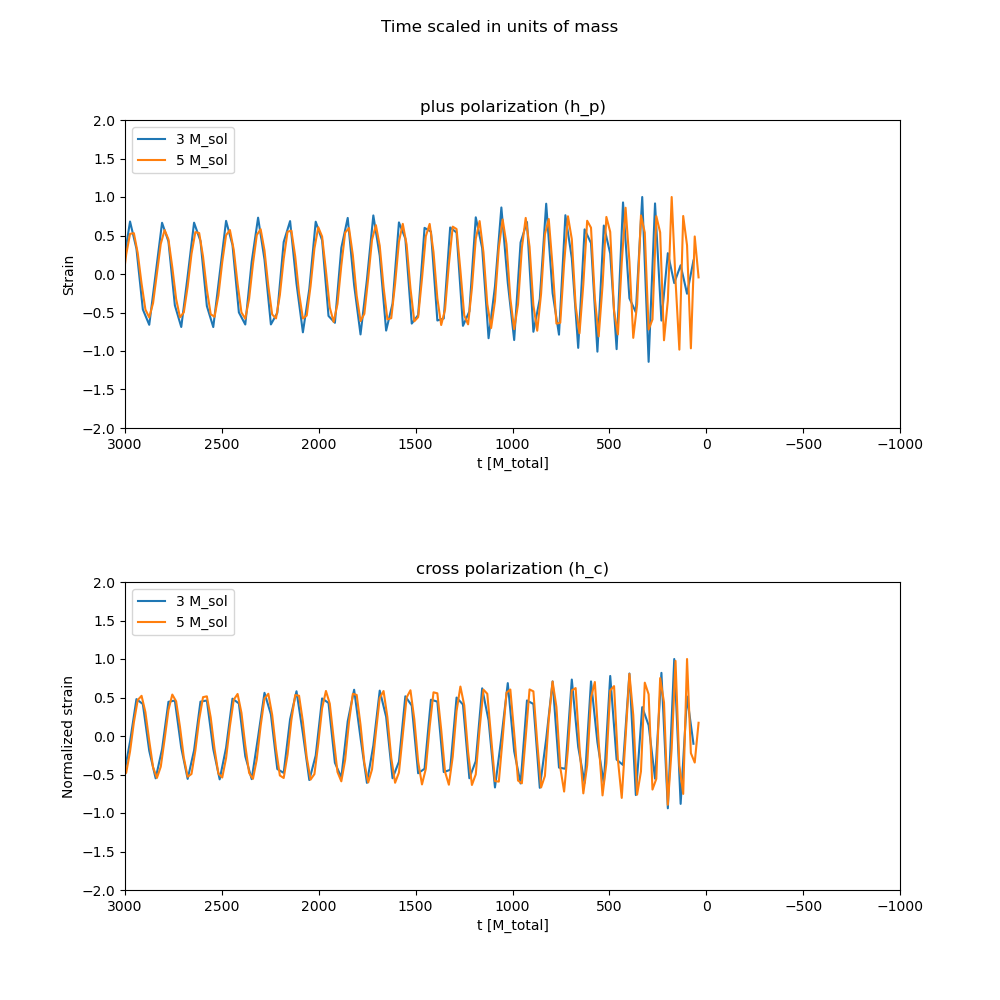 Time scaled in units of mass
plus polarization (h_p)
2.0
1.5
1.0
0.5
0.0
−0.5
−1.0
−1.5
−2.0
Strain
3 M_sol
5 M_sol
3000 2500 2000 1500 1000 500 0 −500 −1000
t [M_total]
cross polarization (h_c)
2.0
1.5
1.0
0.5
0.0
−0.5
−1.0
−1.5
−2.0
Normalized strain
3 M_sol
5 M_sol
3000 2500 2000 1500 1000 500 0 −500 −1000
t [M_total]